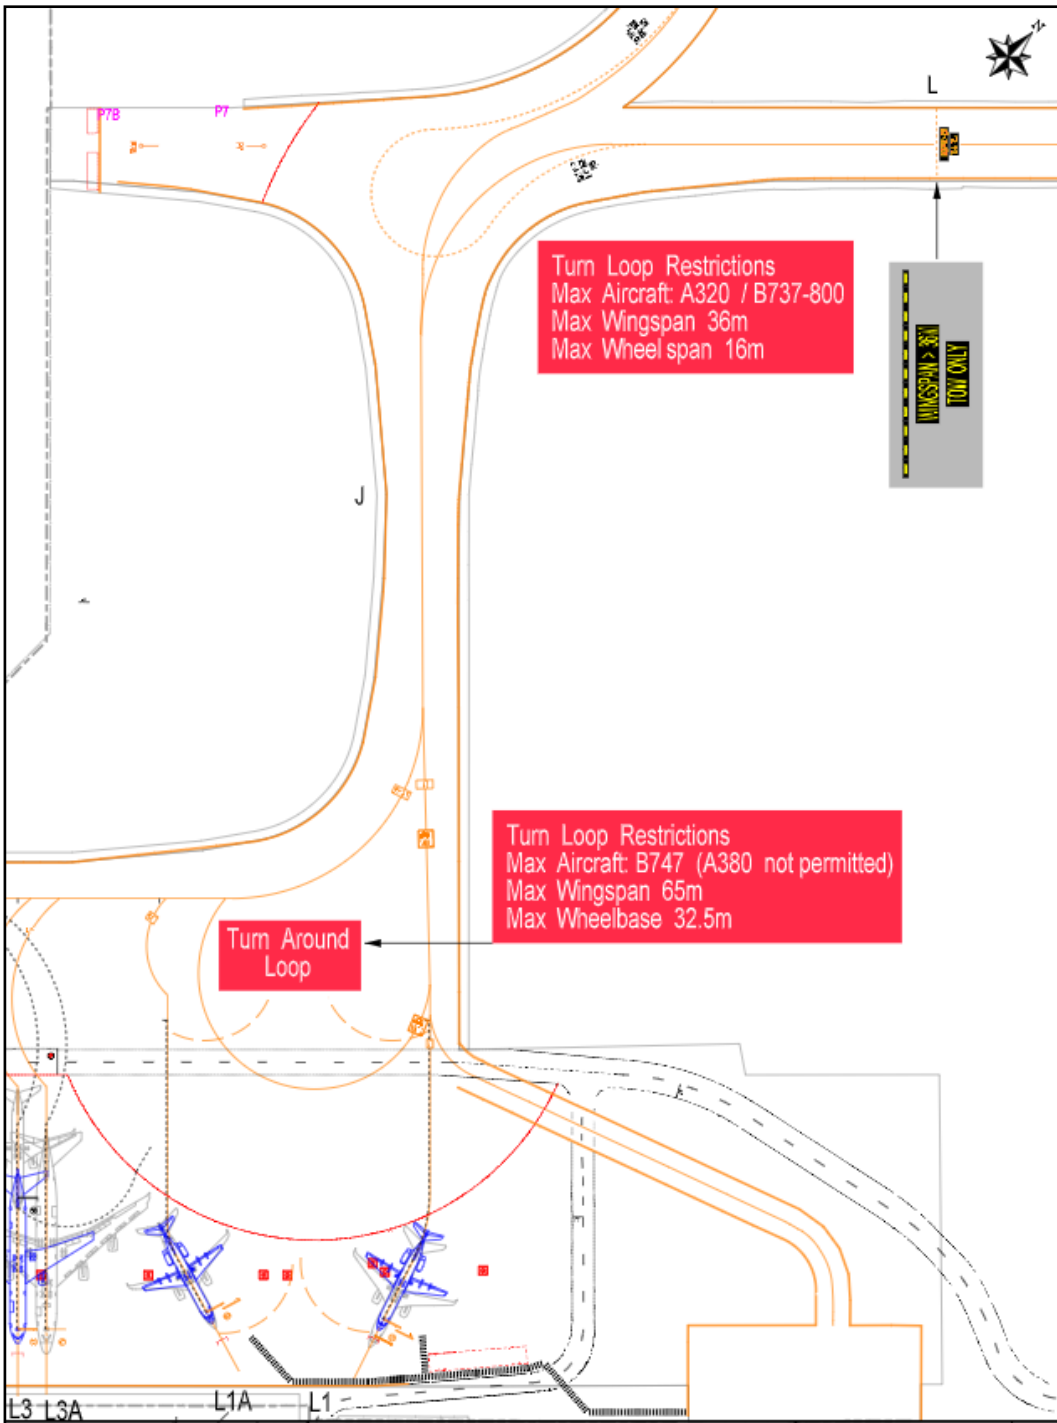 N
L
P7B
P7
Turn Loop Restrictions
Max Aircraft: A320 / B737-800
Max Wingspan 36m
Max Wheel span 16m
WINGSPAN > 36M
TOW ONLY
J
Turn Loop Restrictions
Max Aircraft: B747 (A380 not permitted)
Max Wingspan 65m
Max Wheelbase 32.5m
Turn Around
Loop
L3
L3A
L1A
L1